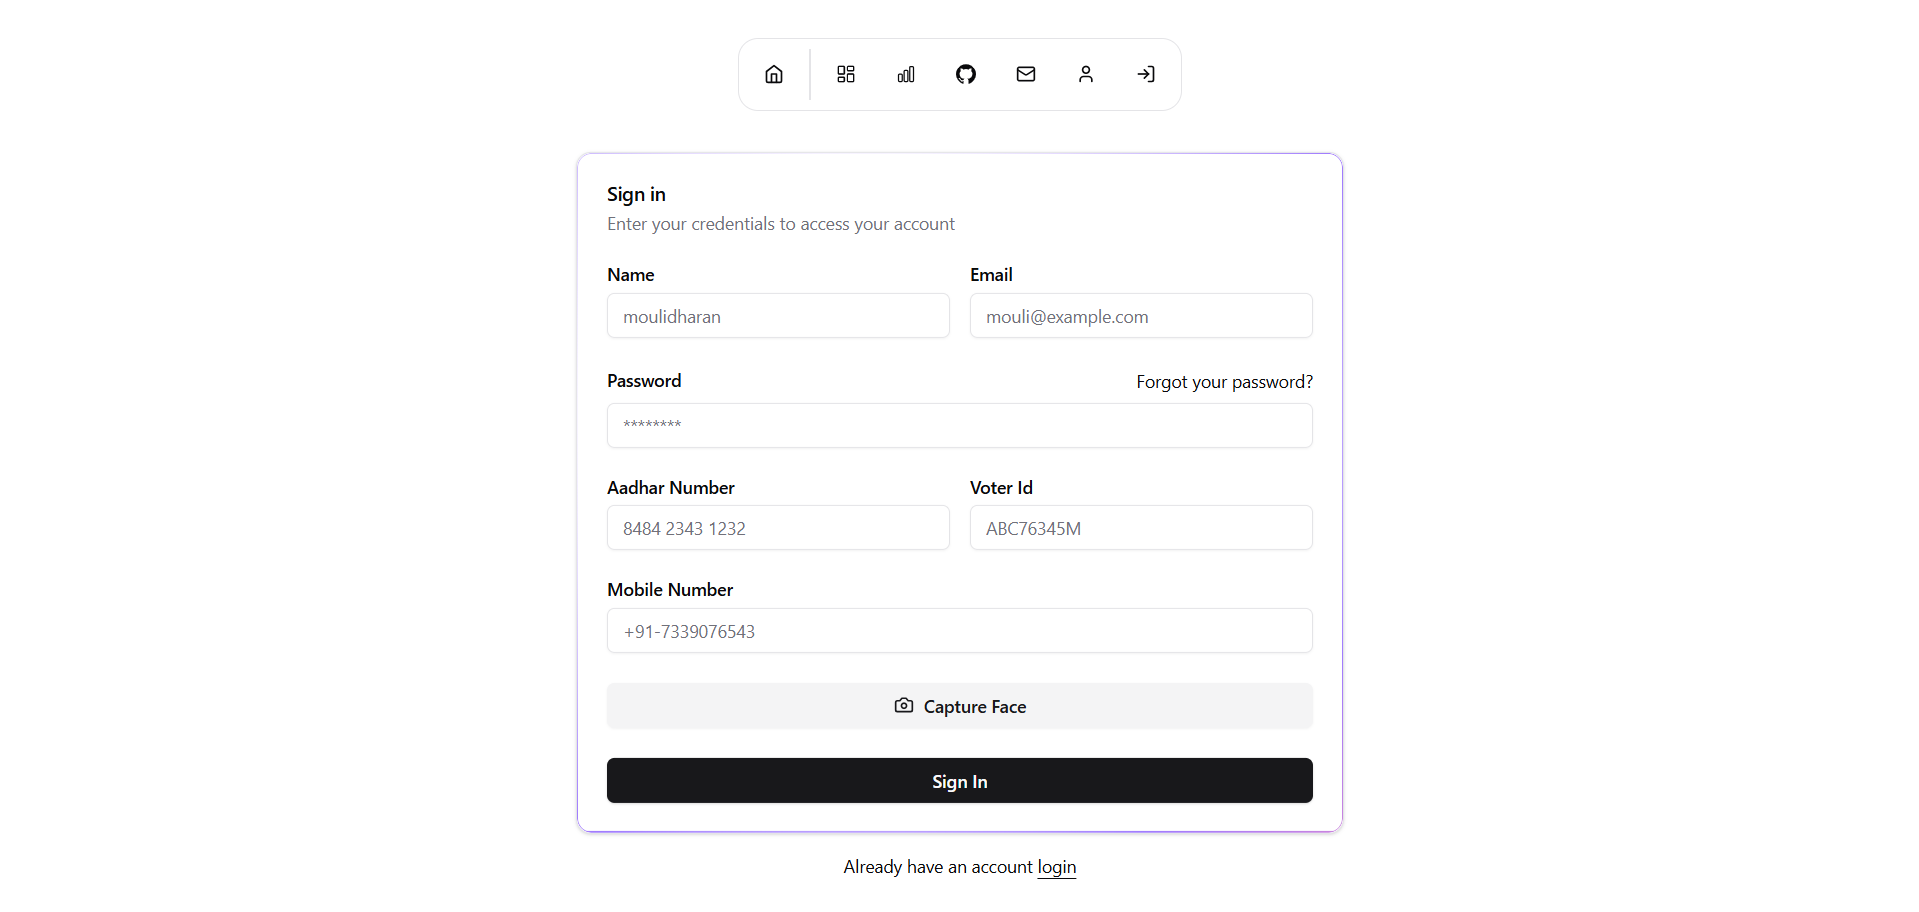 Sign in
Enter your credentials to access your account
Name
moulidharan
Email
mouli@example.com
Password
Forgot your password?
********
Aadhar Number
8484 2343 1232
Voter Id
ABC76345M
Mobile Number
+91-7339076543
Capture Face
Sign In
Already have an account login